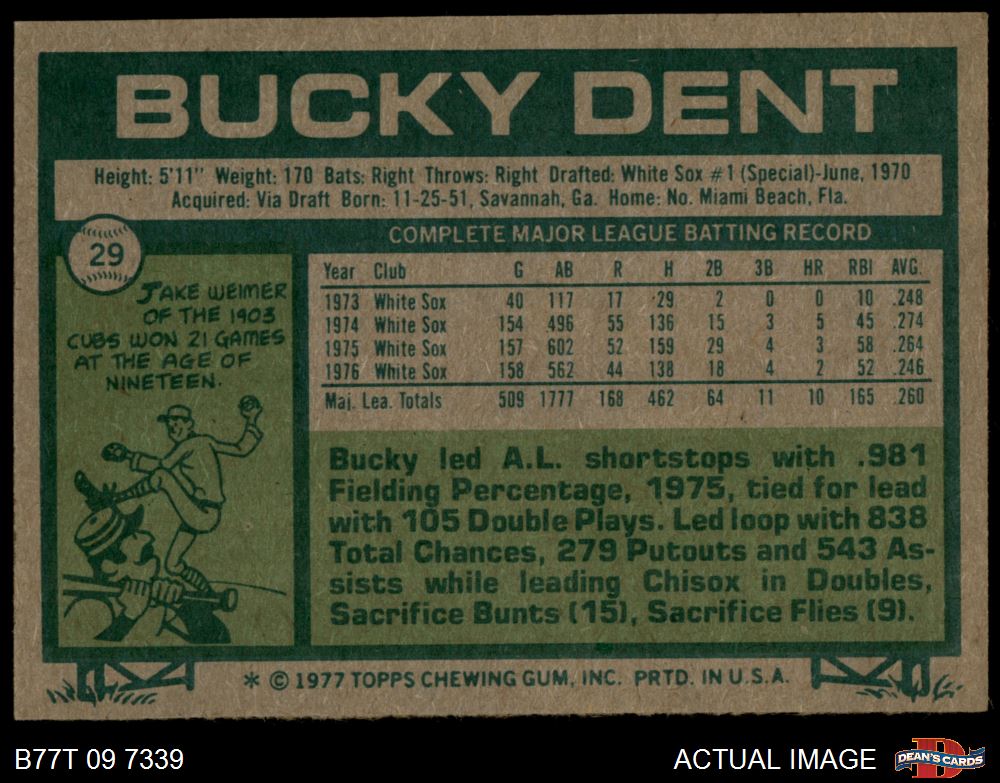 BUCKY DENT
Height: 5'11" Weight: 170 Bats: Right Throws: Right Drafted: White Sox #1 (Special)-June, 1970
Acquired: Via Draft Born: 11-25-51, Savannah, Ga. Home: No. Miami Beach, Fla.
29
JAKE WEIMER
OF THE 1903
CUBS WON 21 GAMES
AT THE AGE OF
NINETEEN.
COMPLETE MAJOR LEAGUE BATTING RECORD
Year Club G AB R H 2B 3B HR RBI AVG.
1973 White Sox 40 117 17 29 2 0 0 10 .248
1974 White Sox 154 496 55 136 15 3 5 45 .274
1975 White Sox 157 602 52 159 29 4 3 58 .264
1976 White Sox 158 562 44 138 18 4 2 52 .246
Maj. Lea. Totals 509 1777 168 462 64 11 10 165 .260
Bucky led A.L. shortstops with .981
Fielding Percentage, 1975, tied for lead
with 105 Double Plays. Led loop with 838
Total Chances, 279 Putouts and 543 As-
sists while leading Chisox in Doubles,
Sacrifice Bunts (15), Sacrifice Flies (9).
* © 1977 TOPPS CHEWING GUM, INC. PRTD. IN U.S.A.
B77T 09 7339
ACTUAL IMAGE
D
DEAN'S CARDS